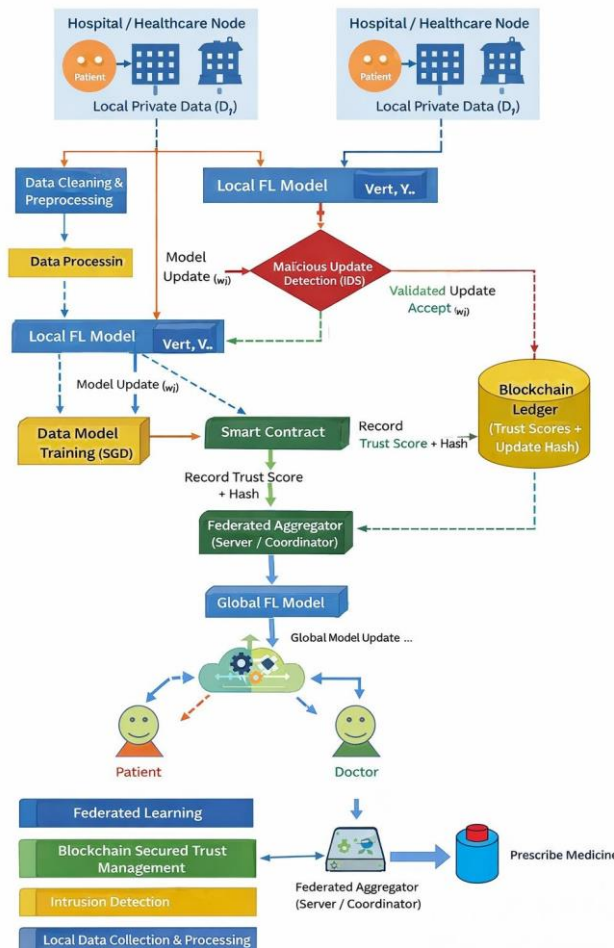 Hospital / Healthcare Node
Patient
Local Private Data (D₁)
Hospital / Healthcare Node
Patient
Local Private Data (D₁)
Data Cleaning &
Preprocessing
Local FL Model
Vert, Y..
Data Processin
Model
Update (wj)
Malicious Update
Detection (IDS)
Validated Update
Accept (wj)
Local FL Model
Vert, V..
Model Update (wj)
Blockchain
Ledger
(Trust Scores +
Update Hash)
Data Model
Training (SGD)
Smart Contract
Record
Trust Score + Hash
Record Trust Score
+ Hash
Federated Aggregator
(Server / Coordinator)
Global FL Model
Global Model Update ...
Patient
Doctor
Federated Learning
Blockchain Secured Trust
Management
Intrusion Detection
Local Data Collection & Processing
Federated Aggregator
(Server / Coordinator)
Prescribe Medicine